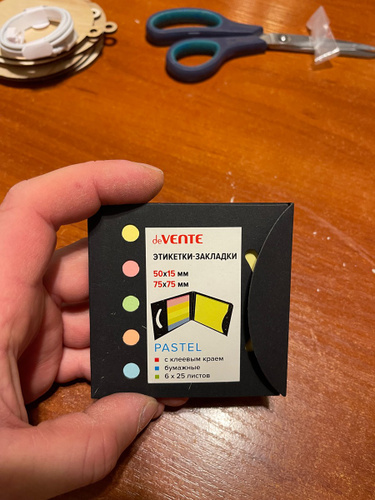 deVENTE
ЭТИКЕТКИ-ЗАКЛАДКИ
50x15 мм
75x75 мм
PASTEL
с клеевым краем
бумажные
6 x 25 листов